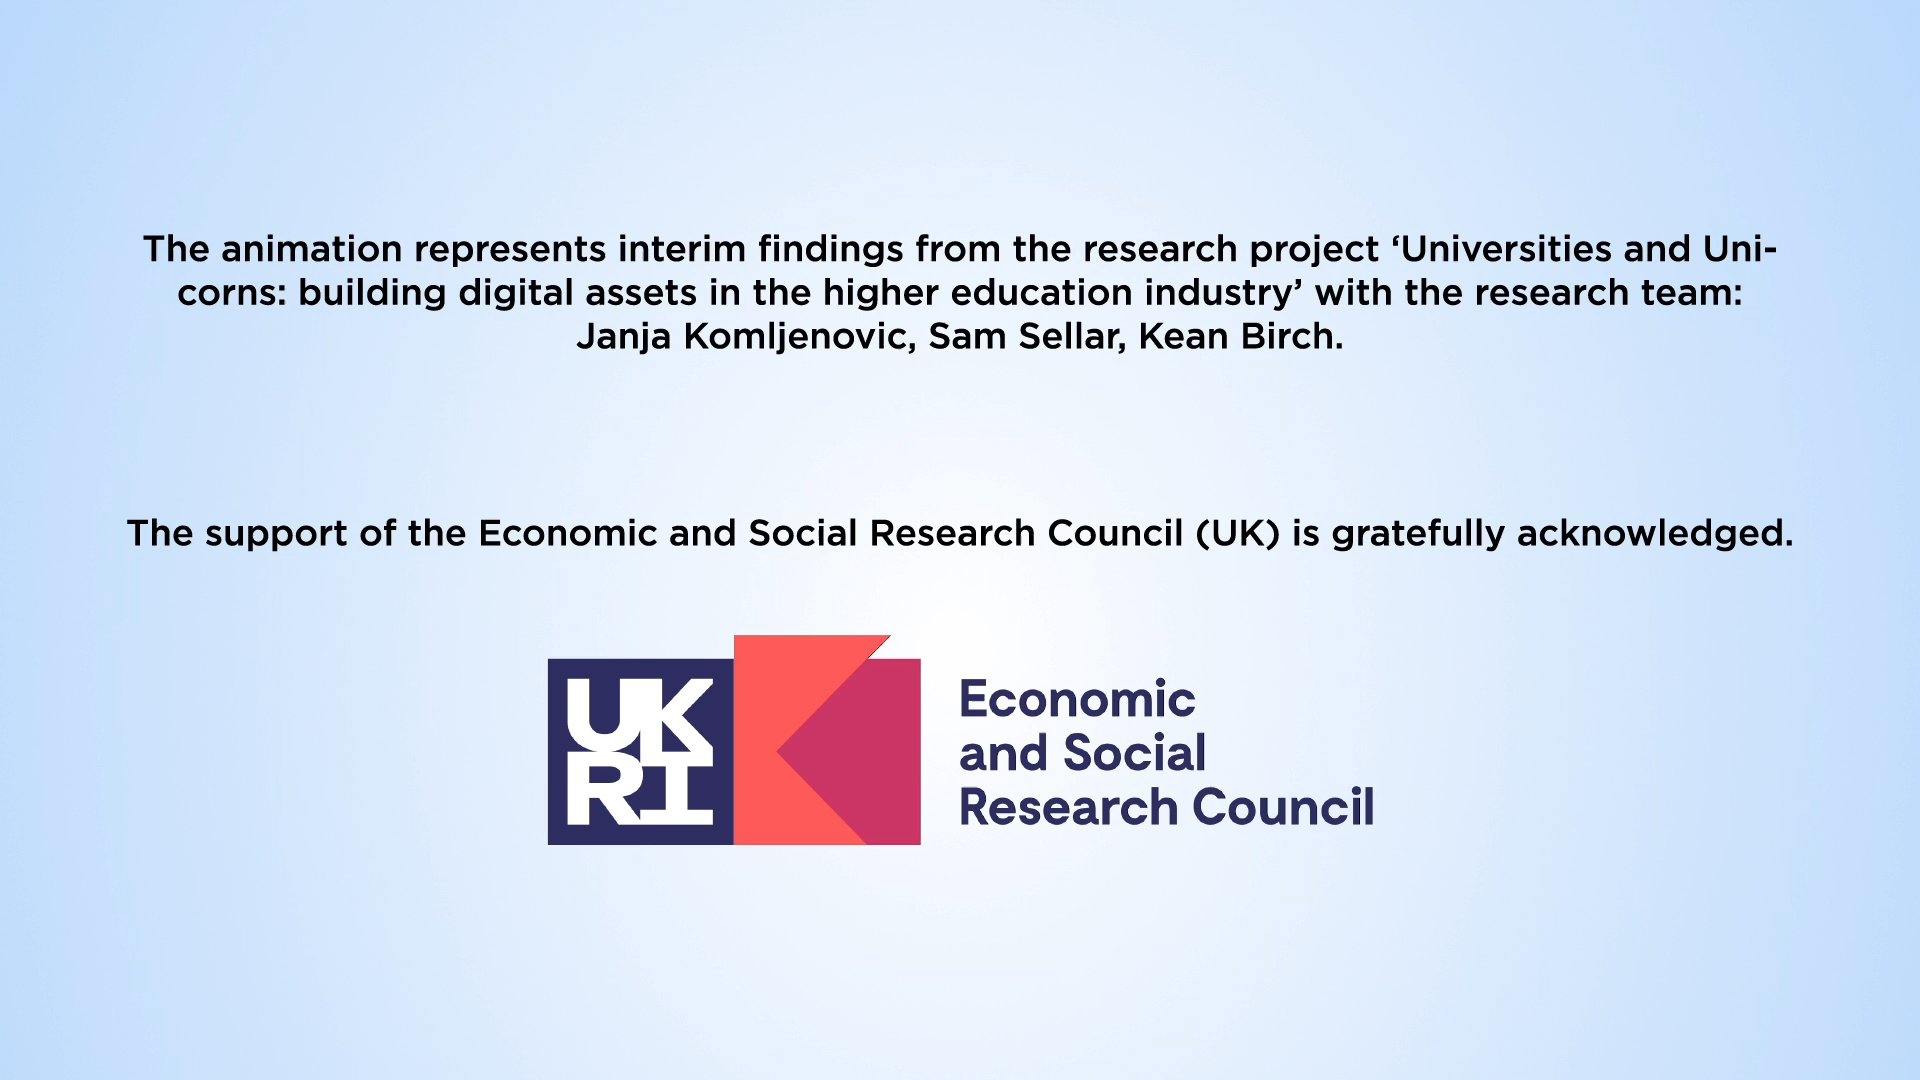 The animation represents interim findings from the research project ‘Universities and Uni-
corns: building digital assets in the higher education industry’ with the research team:
Janja Komljenovic, Sam Sellar, Kean Birch.
The support of the Economic and Social Research Council (UK) is gratefully acknowledged.
UK
RI
Economic
and Social
Research Council